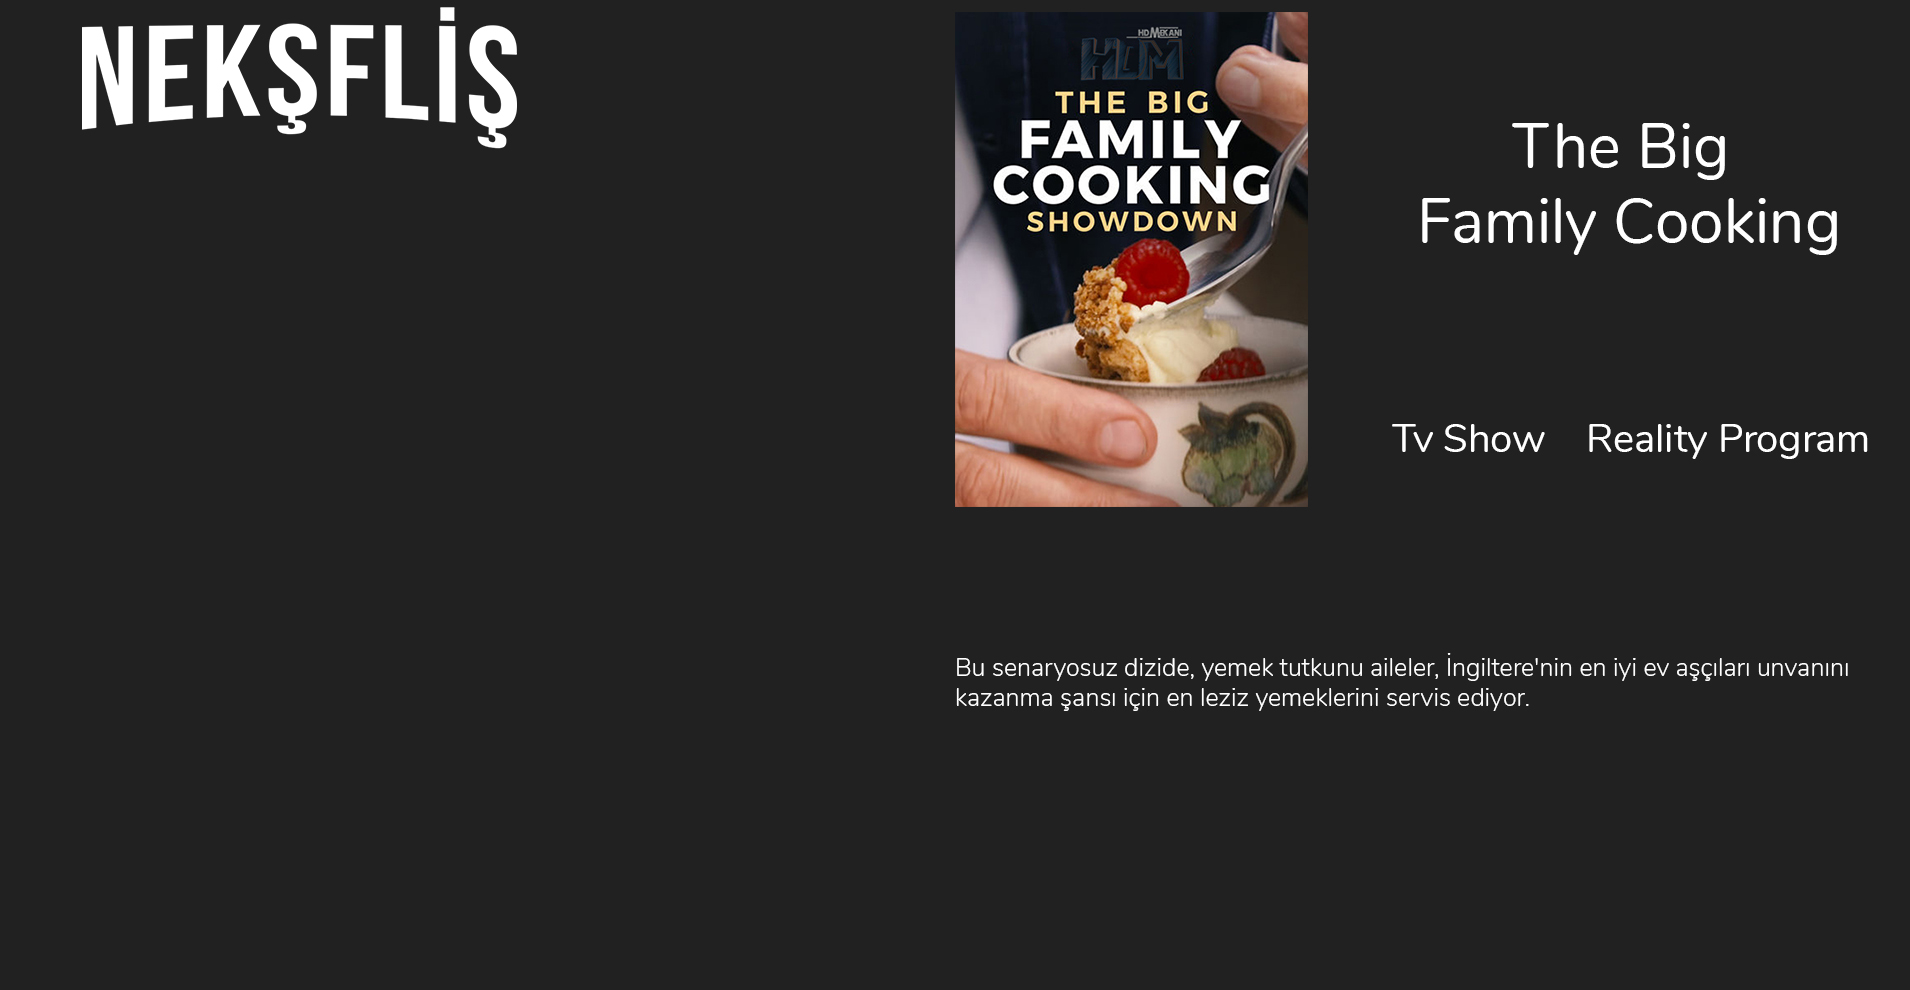 NEKŞFLİŞ
HDMEKANI
HDM
THE BIG
FAMILY
COOKING
SHOWDOWN
The Big
Family Cooking
Tv Show Reality Program
Bu senaryosuz dizide, yemek tutkunu aileler, İngiltere'nin en iyi ev aşçıları unvanını
kazanma şansı için en leziz yemeklerini servis ediyor.